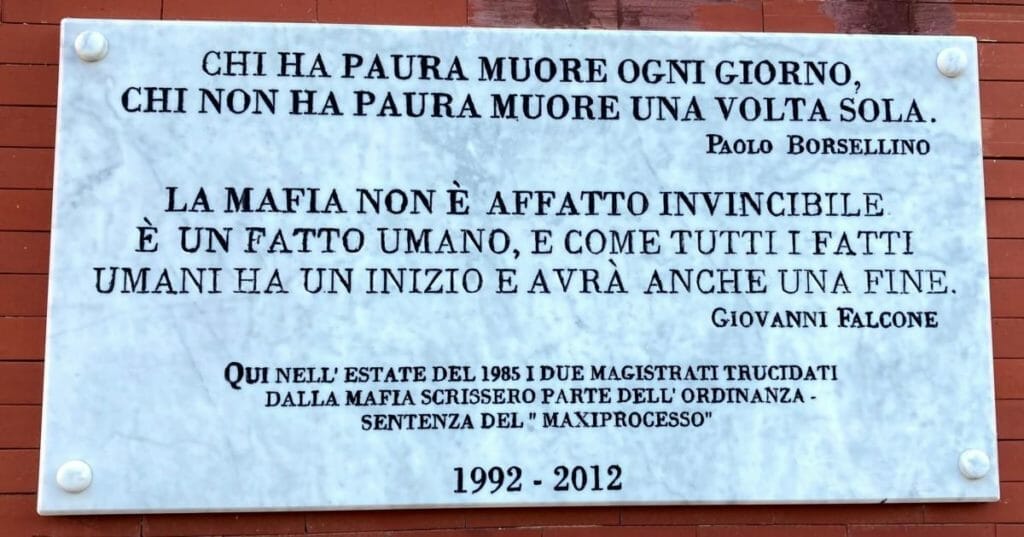 CHI HA PAURA MUORE OGNI GIORNO,
CHI NON HA PAURA MUORE UNA VOLTA SOLA.
PAOLO BORSELLINO
LA MAFIA NON È AFFATTO INVINCIBILE
È UN FATTO UMANO, E COME TUTTI I FATTI
UMANI HA UN INIZIO E AVRÀ ANCHE UNA FINE.
GIOVANNI FALCONE
QUI NELL' ESTATE DEL 1985 I DUE MAGISTRATI TRUCIDATI
DALLA MAFIA SCRISSERO PARTE DELL' ORDINANZA -
SENTENZA DEL " MAXIPROCESSO"
1992 - 2012